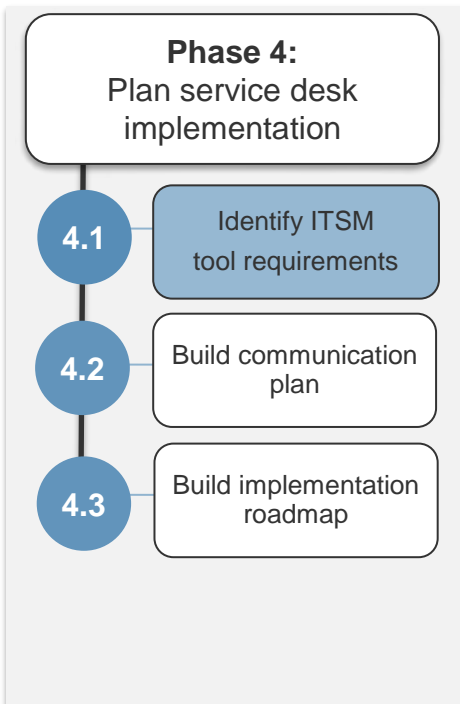 Phase 4:
Plan service desk
implementation
4.1
Identify ITSM
tool requirements
4.2
Build communication
plan
4.3
Build implementation
roadmap